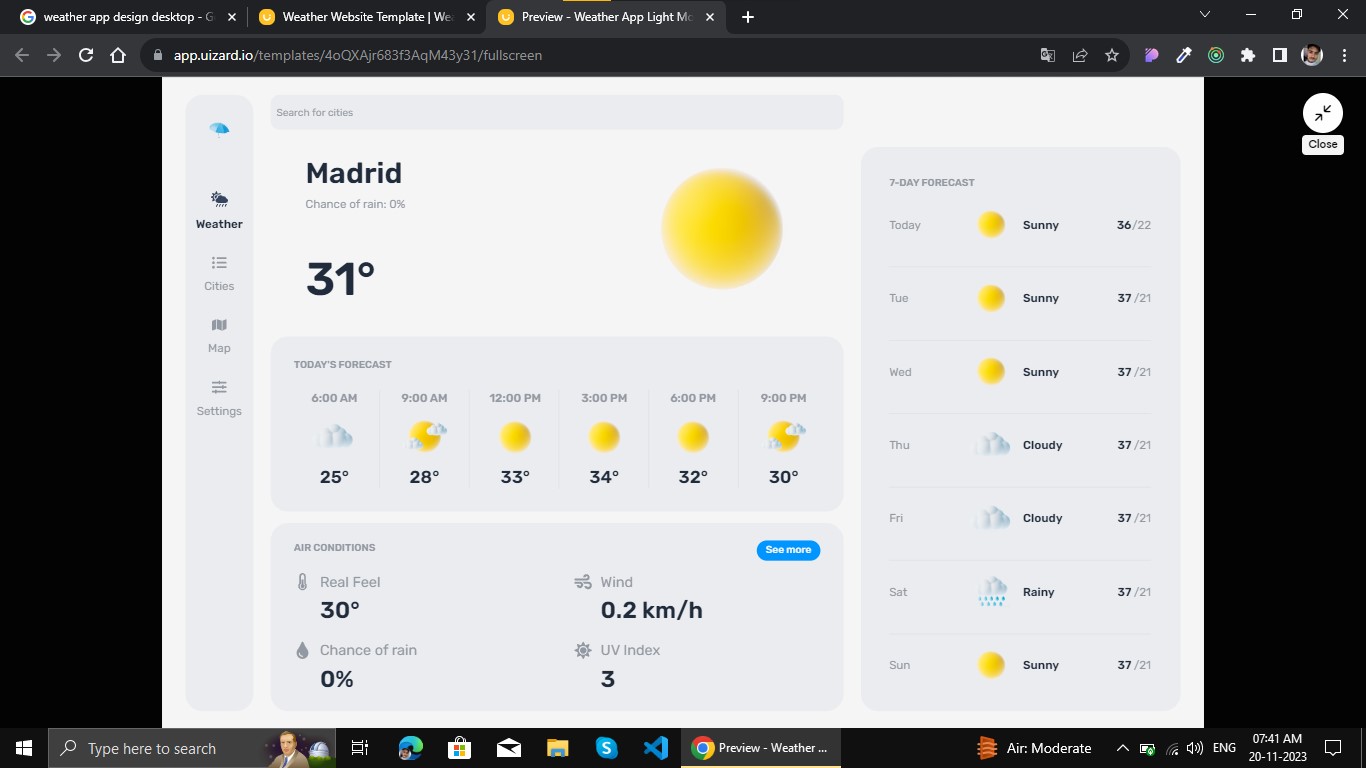 weather app design desktop - G
Weather Website Template | Wea
Preview - Weather App Light Mo
app.uizard.io/templates/4oQXAjr683f3AqM43y31/fullscreen
Close
Search for cities
Weather
Cities
Map
Settings
Madrid
Chance of rain: 0%
31°
TODAY'S FORECAST
6:00 AM 9:00 AM 12:00 PM 3:00 PM 6:00 PM 9:00 PM
25° 28° 33° 34° 32° 30°
AIR CONDITIONS
See more
Real Feel
30°
Wind
0.2 km/h
Chance of rain
0%
UV Index
3
7-DAY FORECAST
Today Sunny 36/22
Tue Sunny 37/21
Wed Sunny 37/21
Thu Cloudy 37/21
Fri Cloudy 37/21
Sat Rainy 37/21
Sun Sunny 37/21
Type here to search
Preview - Weather ...
Air: Moderate
ENG
07:41 AM
20-11-2023